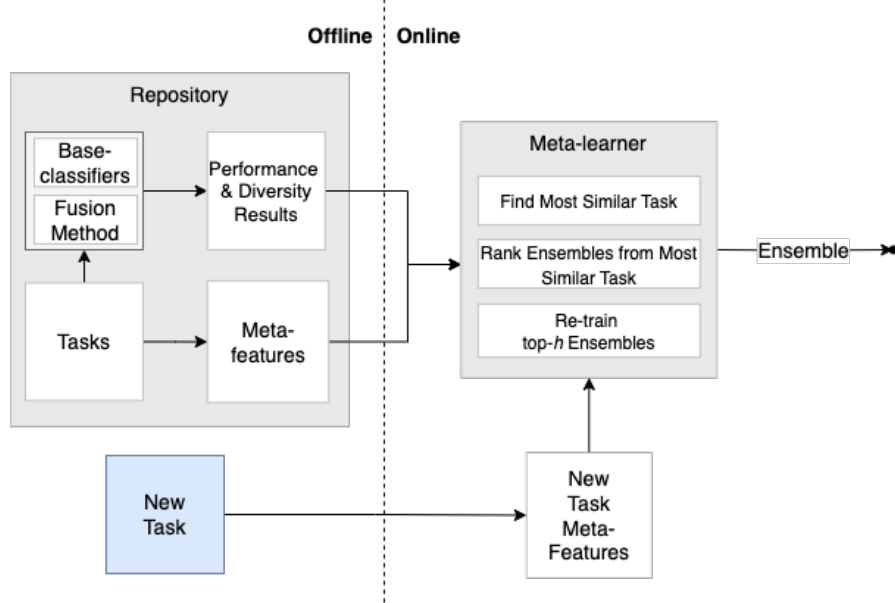 Offline
Online
Repository
Base-
classifiers
Fusion
Method
Performance
& Diversity
Results
Tasks
Meta-
features
Meta-learner
Find Most Similar Task
Rank Ensembles from Most
Similar Task
Re-train
top-h Ensembles
Ensemble
New
Task
New
Task
Meta-
Features